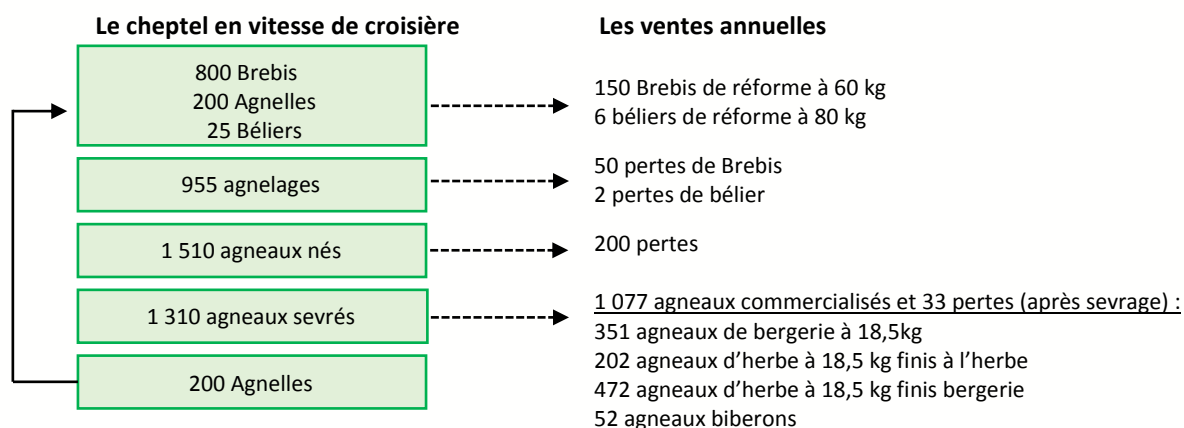 Le cheptel en vitesse de croisière
800 Brebis
200 Agnelles
25 Béliers
955 agnelages
1 510 agneaux nés
1 310 agneaux sevrés
200 Agnelles
Les ventes annuelles
150 Brebis de réforme à 60 kg
6 béliers de réforme à 80 kg
50 pertes de Brebis
2 pertes de bélier
200 pertes
1 077 agneaux commercialisés et 33 pertes (après sevrage) :
351 agneaux de bergerie à 18,5kg
202 agneaux d’herbe à 18,5 kg finis à l’herbe
472 agneaux d’herbe à 18,5 kg finis bergerie
52 agneaux biberons